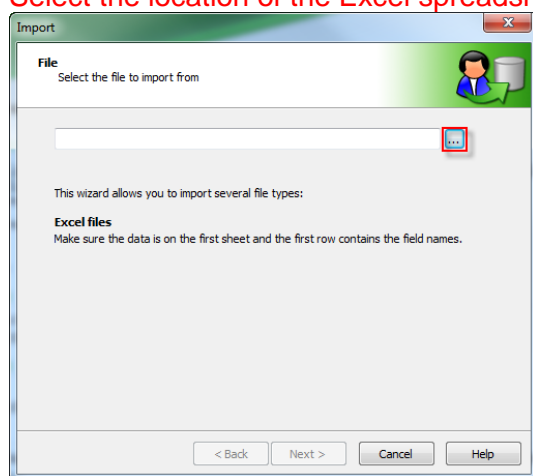 Select the location of the Excel
Import
File
Select the file to import from
...
This wizard allows you to import several file types:
Excel files
Make sure the data is on the first sheet and the first row contains the field names.
< Back Next > Cancel Help